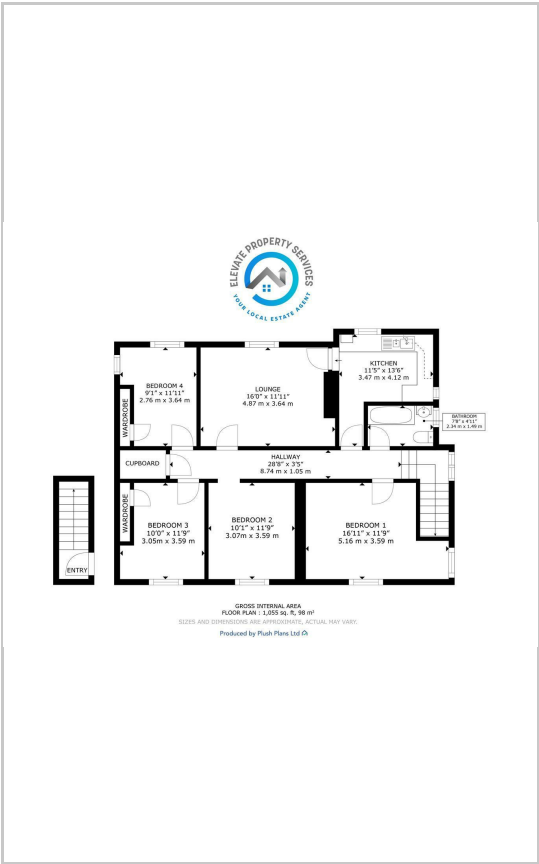 ELEVATE PROPERTY SERVICES
YOUR LOCAL ESTATE AGENT
KITCHEN
11'5" x 13'6"
3.47 m x 4.12 m
BEDROOM 4
9'1" x 11'11"
2.76 m x 3.64 m
LOUNGE
16'0" x 11'11"
4.87 m x 3.64 m
WARDROBE
BATHROOM
7'8" x 4'11"
2.34 m x 1.49 m
CUPBOARD
HALLWAY
28'8" x 3'5"
8.74 m x 1.05 m
WARDROBE
BEDROOM 3
10'0" x 11'9"
3.05m x 3.59 m
BEDROOM 2
10'1" x 11'9"
3.07m x 3.59 m
BEDROOM 1
16'11" x 11'9"
5.16 m x 3.59 m
ENTRY
GROSS INTERNAL AREA
FLOOR PLAN : 1,055 sq. ft, 98 m²
SIZES AND DIMENSIONS ARE APPROXIMATE, ACTUAL MAY VARY.
Produced by Plush Plans Ltd